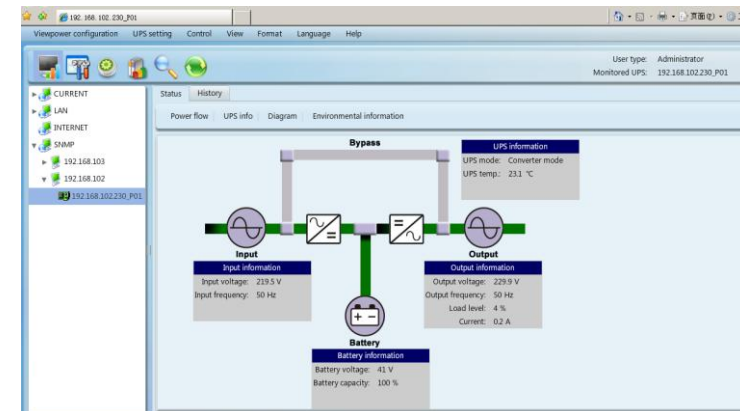 192. 168. 102. 230_P01
页面(P)
Viewpower configuration UPS setting Control View Format Language Help
User type: Administrator
Monitored UPS: 192.168.102.230_P01
CURRENT
LAN
INTERNET
SNMP
192.168.103
192.168.102
192.168.102.230_P01
Status History
Power flow UPS info Diagram Environmental information
Bypass
UPS information
UPS mode: Converter mode
UPS temp.: 23.1 ℃
Input
Input information
Input voltage: 219.5 V
Input frequency: 50 Hz
Output
Output information
Output voltage: 229.9 V
Output frequency: 50 Hz
Load level: 4 %
Current: 0.2 A
Battery
Battery information
Battery voltage: 41 V
Battery capacity: 100 %